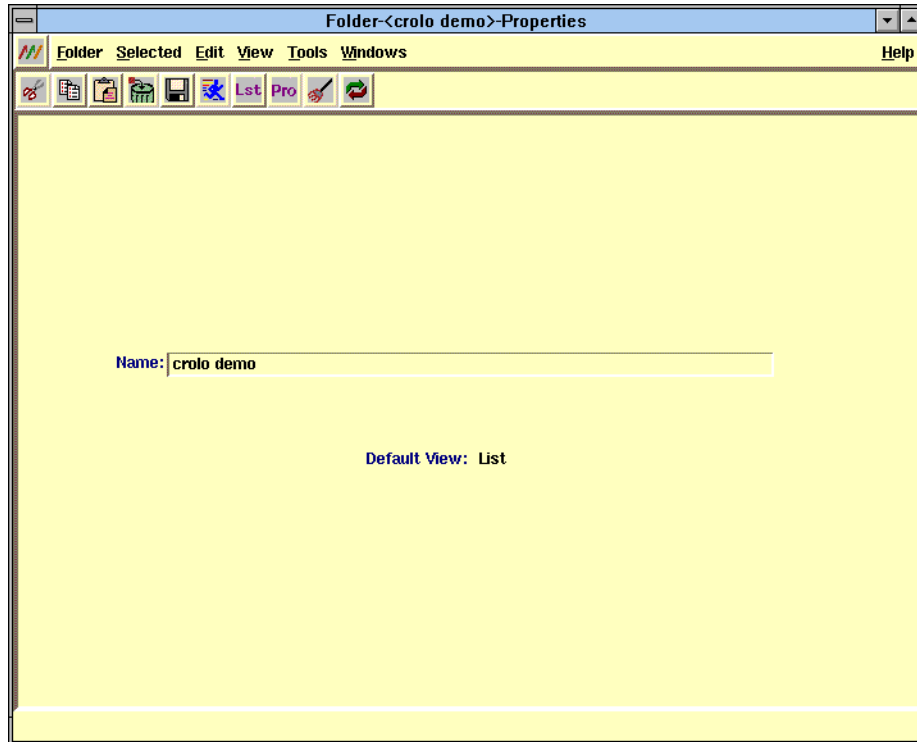 Folder-<crolo demo>-Properties
Folder Selected Edit View Tools Windows Help
Lst Pro
Name: crolo demo
Default View: List